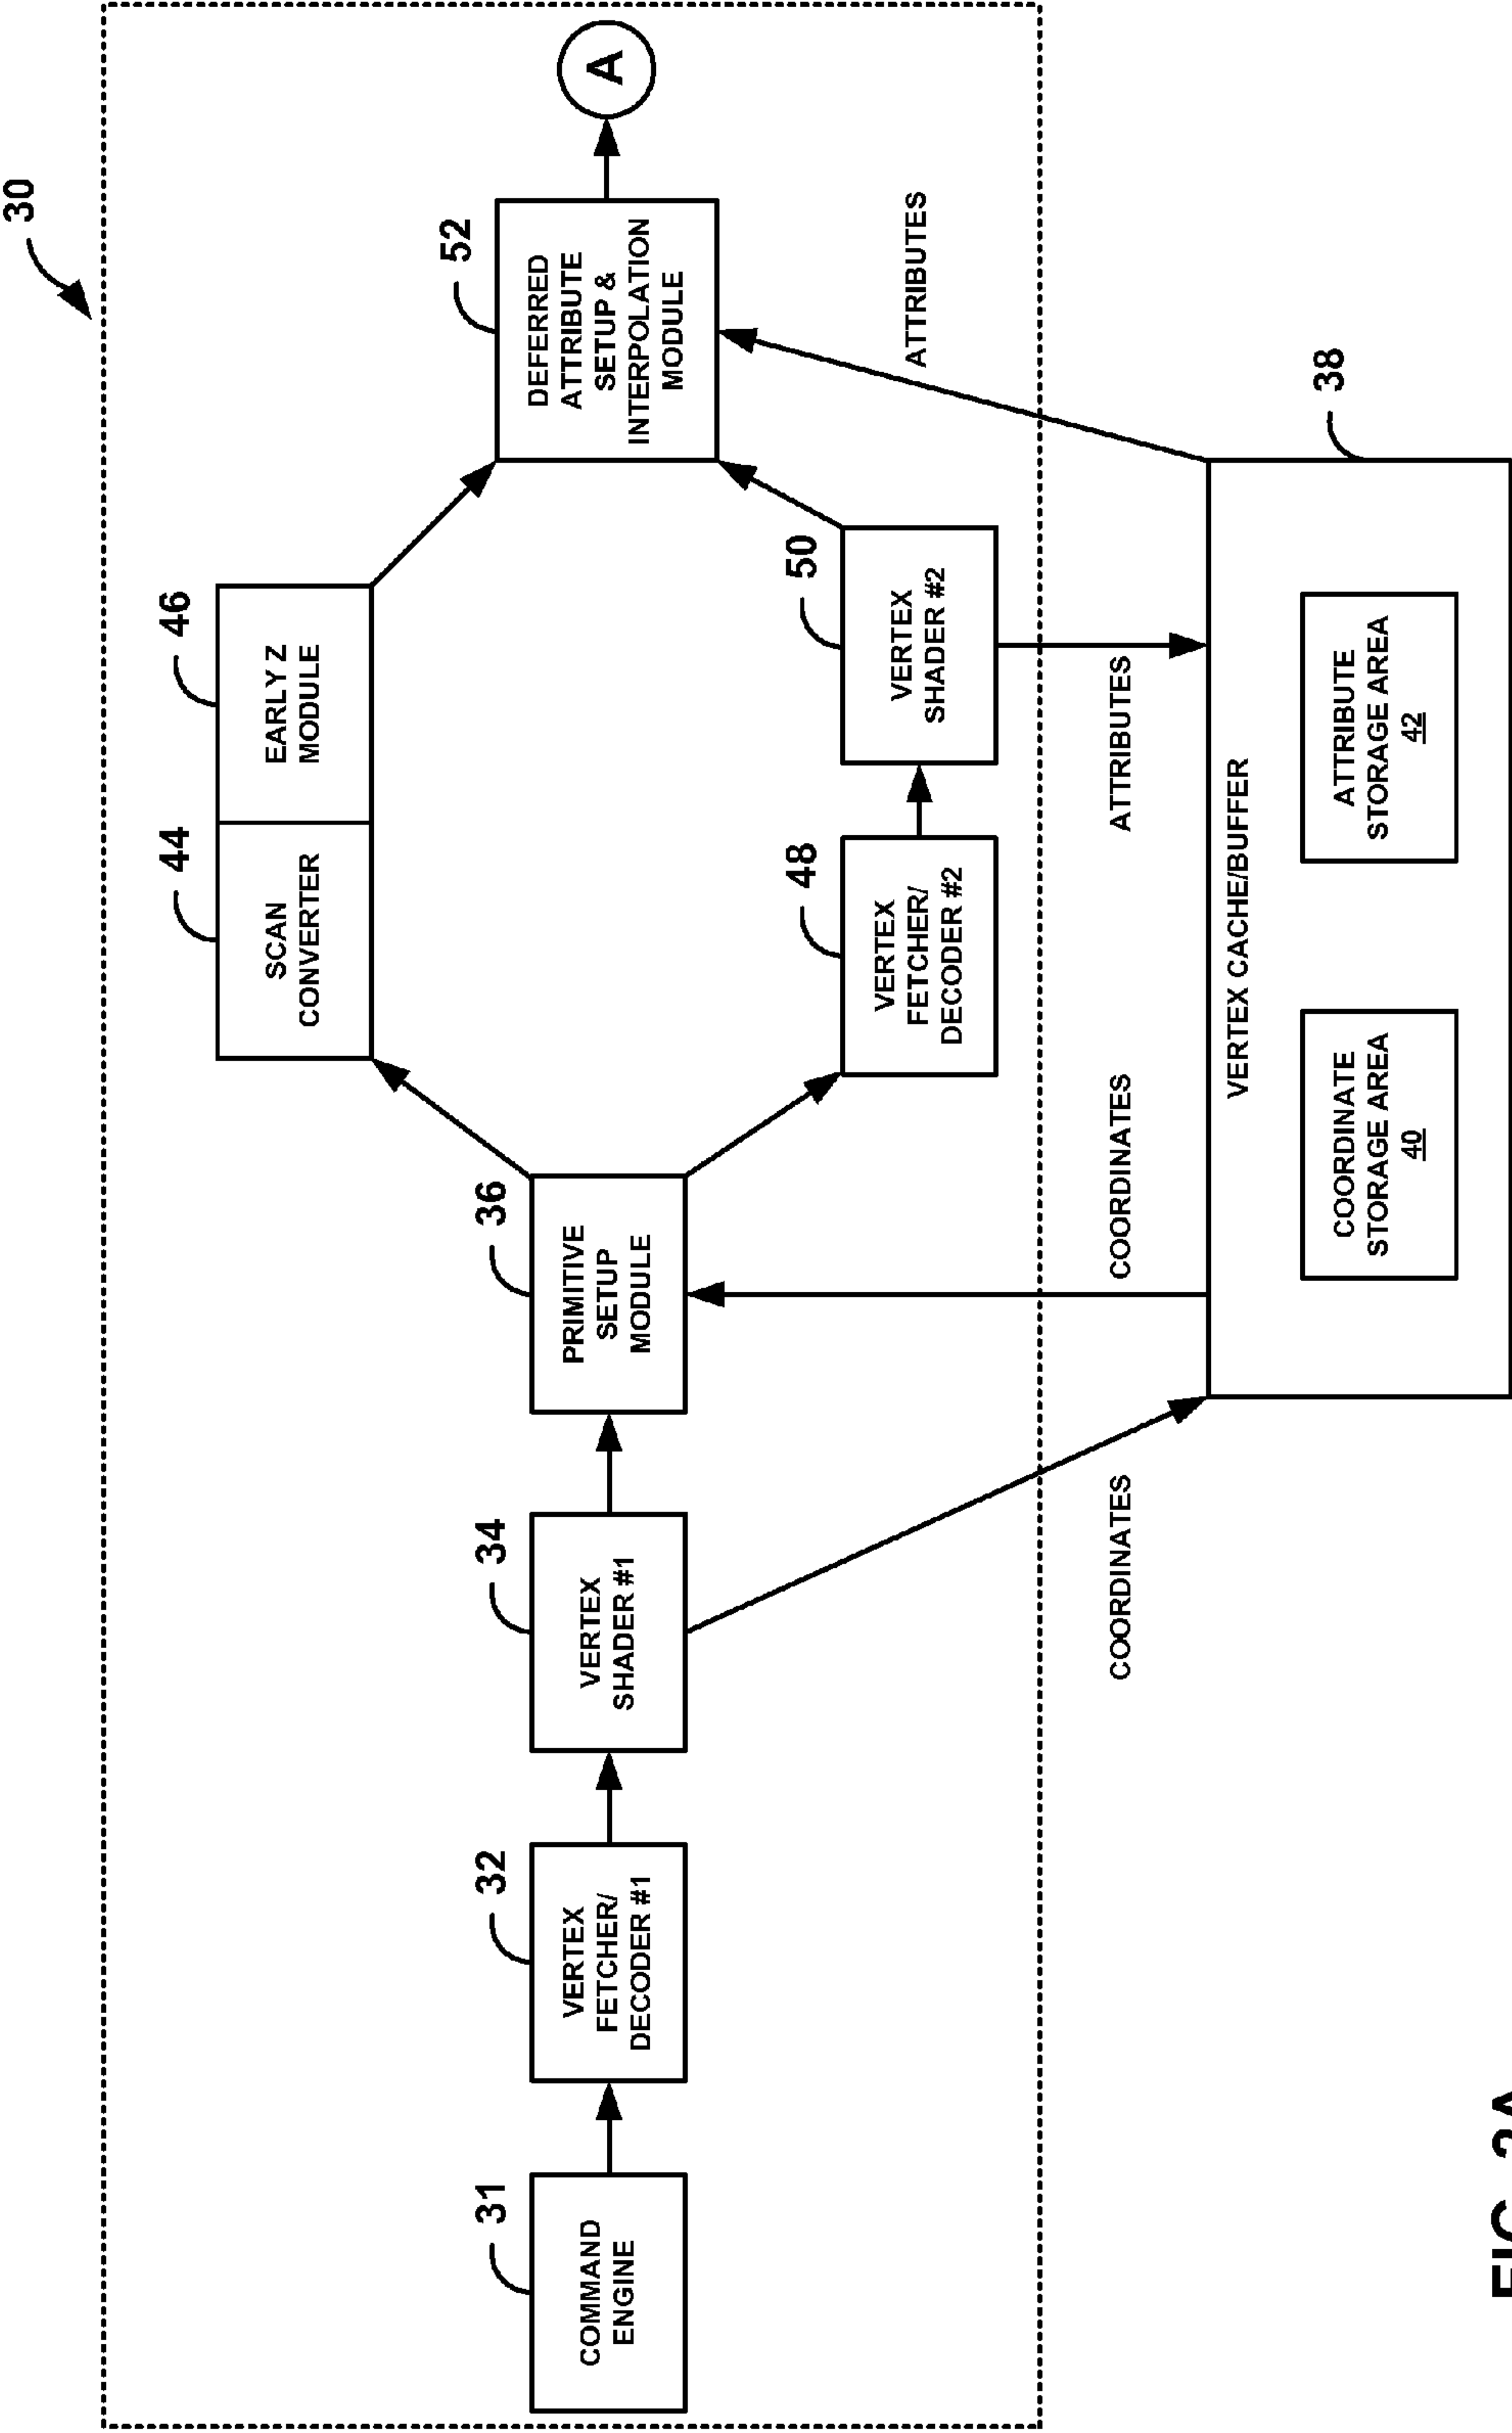 30
31
COMMAND
ENGINE
32
VERTEX
FETCHER/
DECODER #1
34
VERTEX
SHADER #1
36
PRIMITIVE
SETUP
MODULE
44
SCAN
CONVERTER
46
EARLY Z
MODULE
48
VERTEX
FETCHER/
DECODER #2
50
VERTEX
SHADER #2
52
DEFERRED
ATTRIBUTE
SETUP &
INTERPOLATION
MODULE
A
COORDINATES
COORDINATES
ATTRIBUTES
ATTRIBUTES
38
VERTEX CACHE/BUFFER
COORDINATE
STORAGE AREA
40
ATTRIBUTE
STORAGE AREA
42